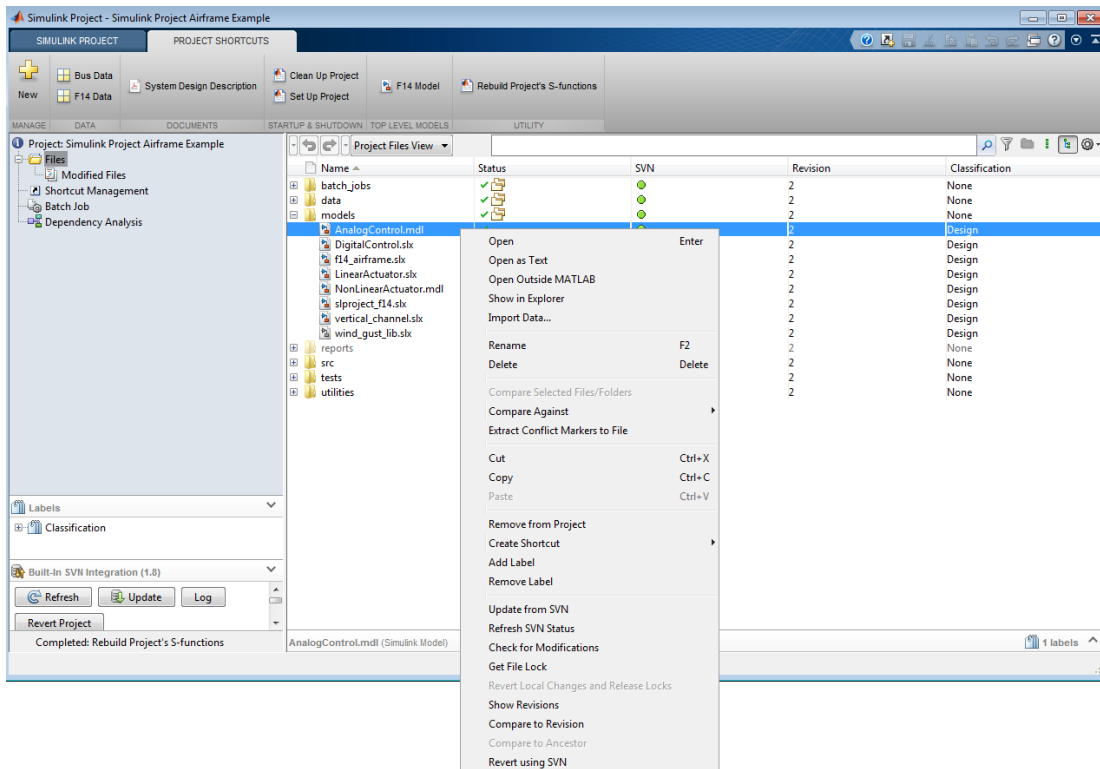 Simulink Project - Simulink Project Airframe Example
SIMULINK PROJECT PROJECT SHORTCUTS
New
Bus Data
F14 Data
System Design Description
Clean Up Project
Set Up Project
F14 Model
Rebuild Project's S-functions
MANAGE DATA DOCUMENTS STARTUP & SHUTDOWN TOP LEVEL MODELS UTILITY
Project: Simulink Project Airframe Example
Files
Modified Files
Shortcut Management
Batch Job
Dependency Analysis
Project Files View
Name Status SVN Revision Classification
batch_jobs 2 None
data 2 None
models 2 None
AnalogControl.mdl 2 Design
DigitalControl.slx 2 Design
f14_airframe.slx 2 Design
LinearActuator.slx 2 Design
NonLinearActuator.mdl 2 Design
slproject_f14.slx 2 Design
vertical_channel.slx 2 Design
wind_gust_lib.slx 2 Design
reports 2 None
src 2 None
tests 2 None
utilities 2 None
Open Enter
Open as Text
Open Outside MATLAB
Show in Explorer
Import Data...
Rename F2
Delete Delete
Compare Selected Files/Folders
Compare Against
Extract Conflict Markers to File
Cut Ctrl+X
Copy Ctrl+C
Paste Ctrl+V
Remove from Project
Create Shortcut
Add Label
Remove Label
Update from SVN
Refresh SVN Status
Check for Modifications
Get File Lock
Revert Local Changes and Release Locks
Show Revisions
Compare to Revision
Compare to Ancestor
Revert using SVN
Labels
Classification
Built-In SVN Integration (1.8)
Refresh Update Log
Revert Project
Completed: Rebuild Project's S-functions
AnalogControl.mdl (Simulink Model)
1 labels